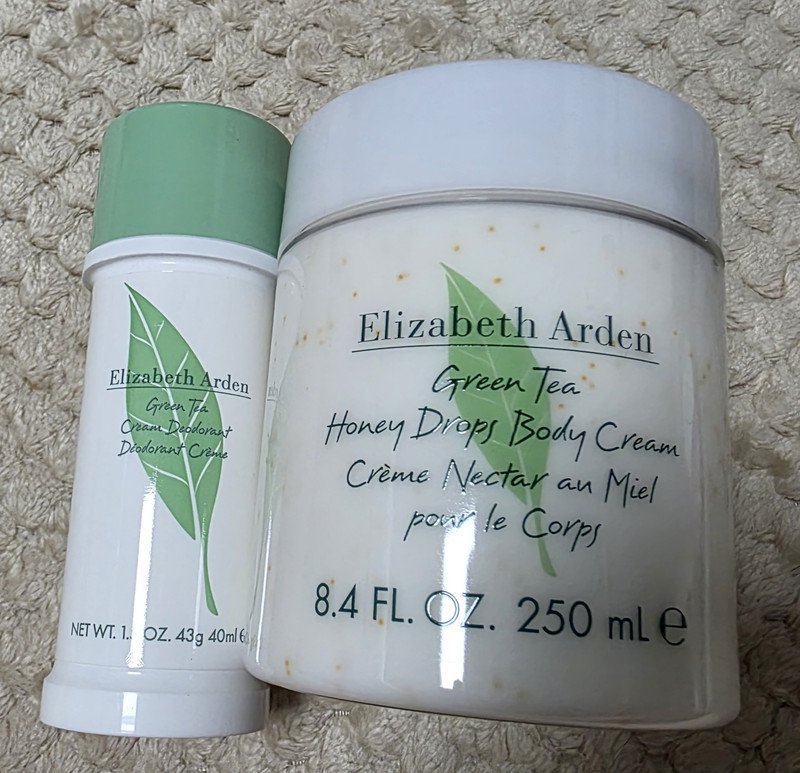 Elizabeth Arden
Green Tea
Cream Deodorant
Déodorant Crème
NET WT. OZ. 43g 40ml e
Elizabeth Arden
Green Tea
Honey Drops Body Cream
Crème Nectar au Miel
pour le Corps
8.4 FL. OZ. 250 mL e